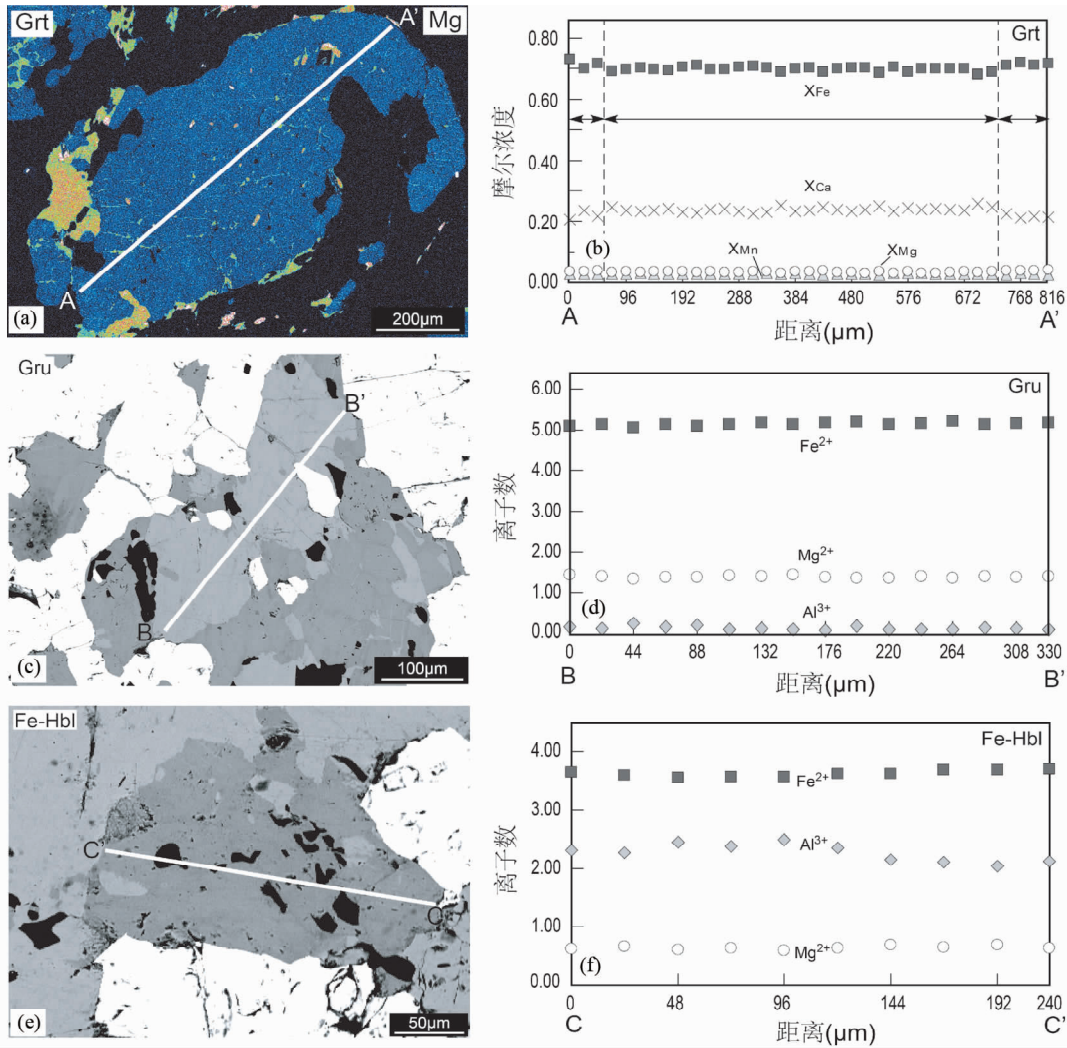 Grt
Mg
A'
A
(a)
200μm
Grt
0.80
0.60
0.40
0.20
0.00
摩尔浓度
XFe
XCa
XMn
XMg
(b)
0 96 192 288 384 480 576 672 768 816
A A'
距离(μm)
Gru
B'
B
(c)
100μm
Gru
6.00
5.00
4.00
3.00
2.00
1.00
0.00
离子数
Fe2+
Mg2+
Al3+
(d)
0 44 88 132 176 220 264 308 330
B B'
距离(μm)
Fe-Hbl
C'
C
(e)
50μm
Fe-Hbl
4.00
3.00
2.00
1.00
0.00
离子数
Fe2+
Al3+
Mg2+
(f)
0 48 96 144 192 240
C C'
距离(μm)